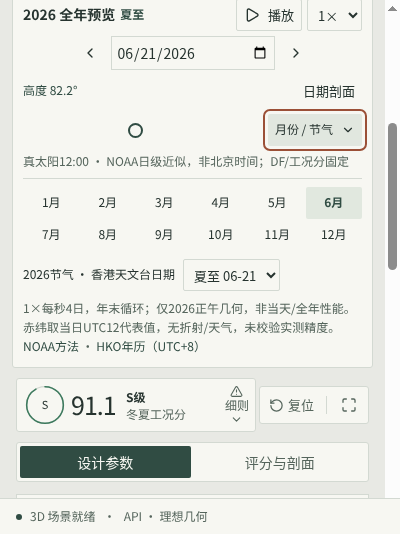 2026 全年预览 夏至 播放 1×
06/21/2026
高度 82.2° 日期剖面
月份 / 节气
真太阳12:00 · NOAA日级近似，非北京时间；DF/工况分固定
1月 2月 3月 4月 5月 6月
7月 8月 9月 10月 11月 12月
2026节气 · 香港天文台日期 夏至 06-21
1×每秒4日，年末循环；仅2026正午几何，非当天/全年性能。
赤纬取当日UTC12代表值，无折射/天气，未校验实测精度。
NOAA方法 · HKO年历（UTC+8）
S 91.1 S级 冬夏工况分 细则 复位
设计参数 评分与剖面
3D 场景就绪 · API · 理想几何